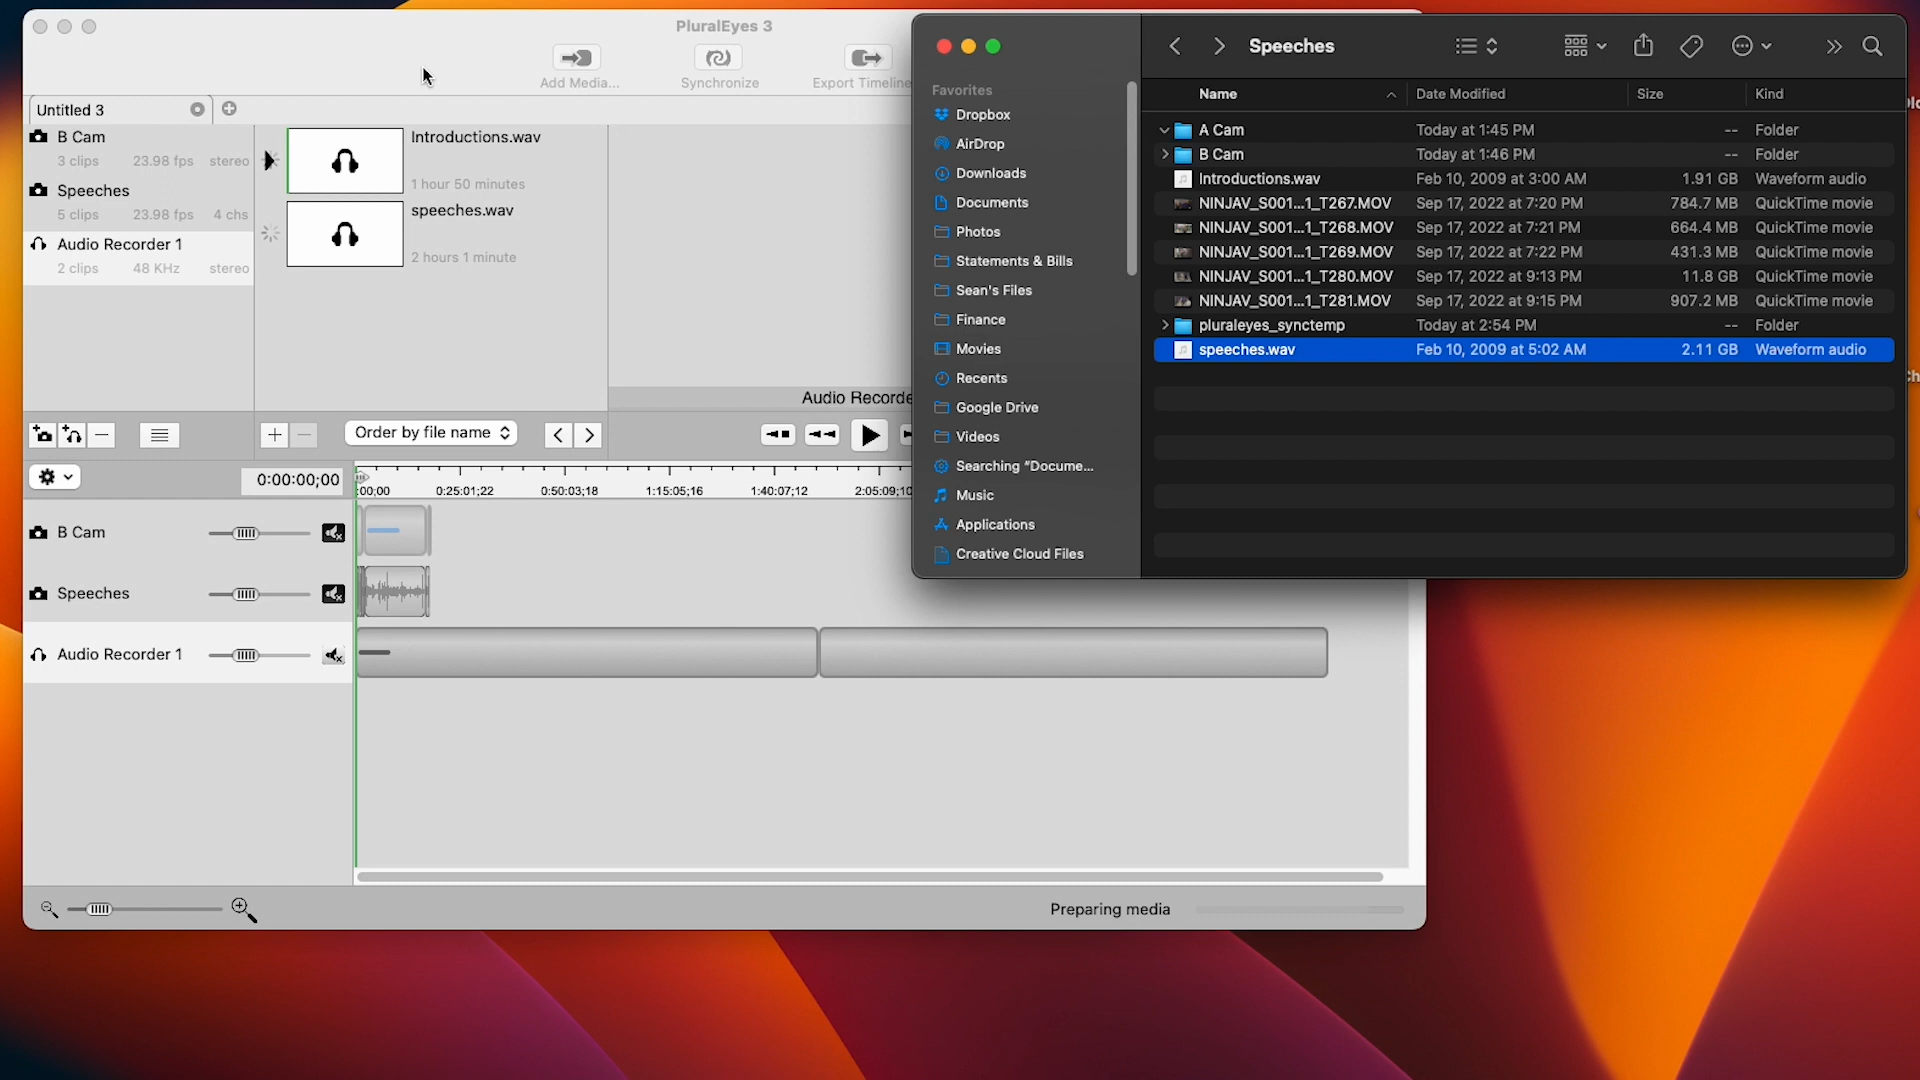 PluralEyes 3
Add Media...
Synchronize
Export Timeline
Untitled 3
B Cam
3 clips 23.98 fps stereo
Speeches
5 clips 23.98 fps 4 chs
Audio Recorder 1
2 clips 48 KHz stereo
Introductions.wav
1 hour 50 minutes
speeches.wav
2 hours 1 minute
Audio Recorde
Order by file name
0:00:00;00
:00;00 0:25:01;22 0:50:03;18 1:15:05;16 1:40:07;12 2:05:09;10
B Cam
Speeches
Audio Recorder 1
Preparing media
Favorites
Dropbox
AirDrop
Downloads
Documents
Photos
Statements & Bills
Sean's Files
Finance
Movies
Recents
Google Drive
Videos
Searching "Docume...
Music
Applications
Creative Cloud Files
Speeches
Name Date Modified Size Kind
A Cam Today at 1:45 PM -- Folder
B Cam Today at 1:46 PM -- Folder
Introductions.wav Feb 10, 2009 at 3:00 AM 1.91 GB Waveform audio
NINJAV_S001...1_T267.MOV Sep 17, 2022 at 7:20 PM 784.7 MB QuickTime movie
NINJAV_S001...1_T268.MOV Sep 17, 2022 at 7:21 PM 664.4 MB QuickTime movie
NINJAV_S001...1_T269.MOV Sep 17, 2022 at 7:22 PM 431.3 MB QuickTime movie
NINJAV_S001...1_T280.MOV Sep 17, 2022 at 9:13 PM 11.8 GB QuickTime movie
NINJAV_S001...1_T281.MOV Sep 17, 2022 at 9:15 PM 907.2 MB QuickTime movie
pluraleyes_synctemp Today at 2:54 PM -- Folder
speeches.wav Feb 10, 2009 at 5:02 AM 2.11 GB Waveform audio